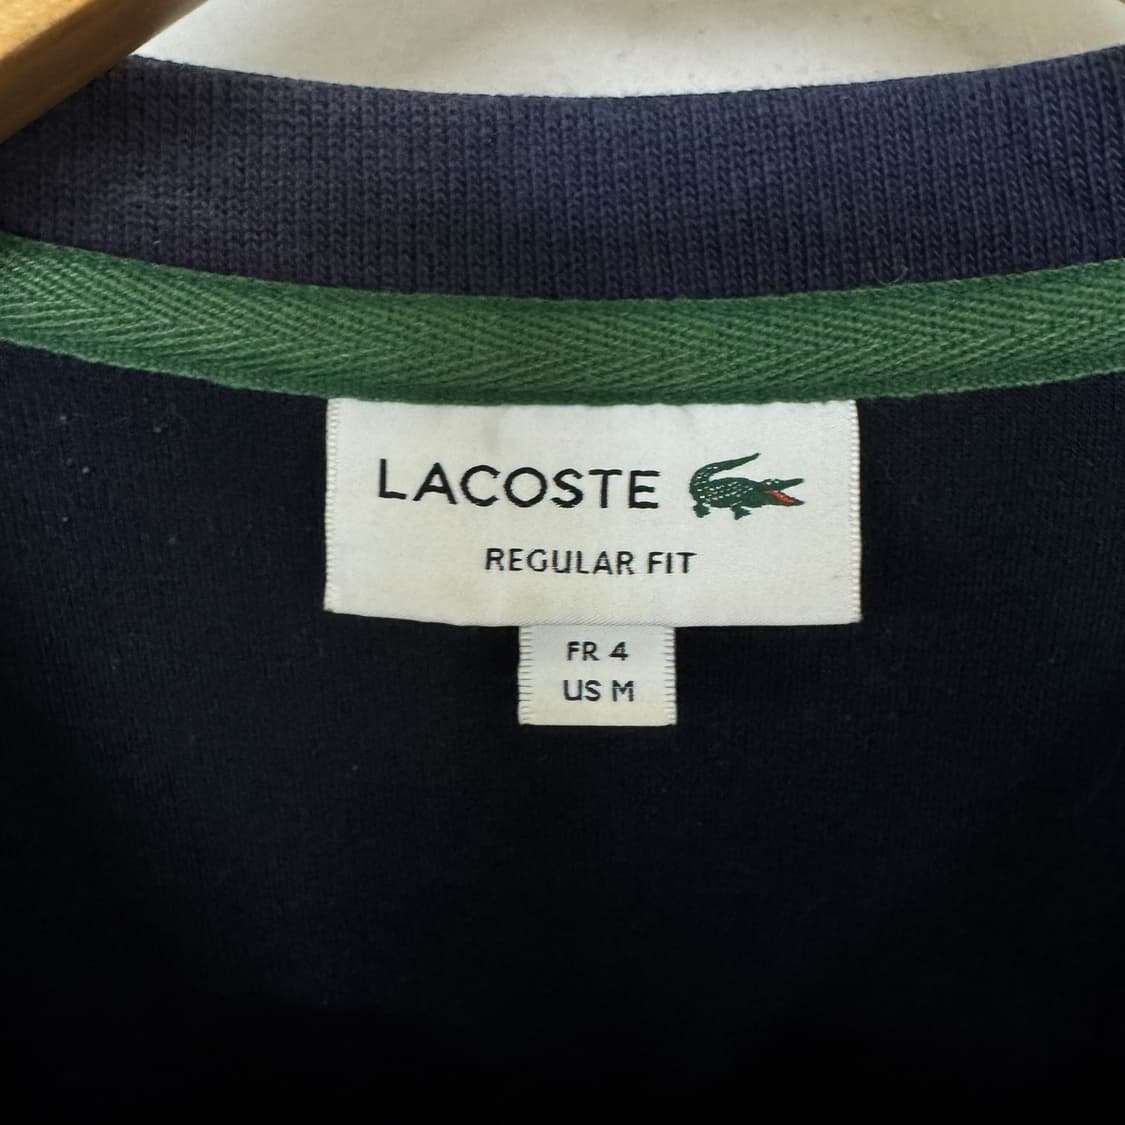 LACOSTE
REGULAR FIT
FR 4
US M